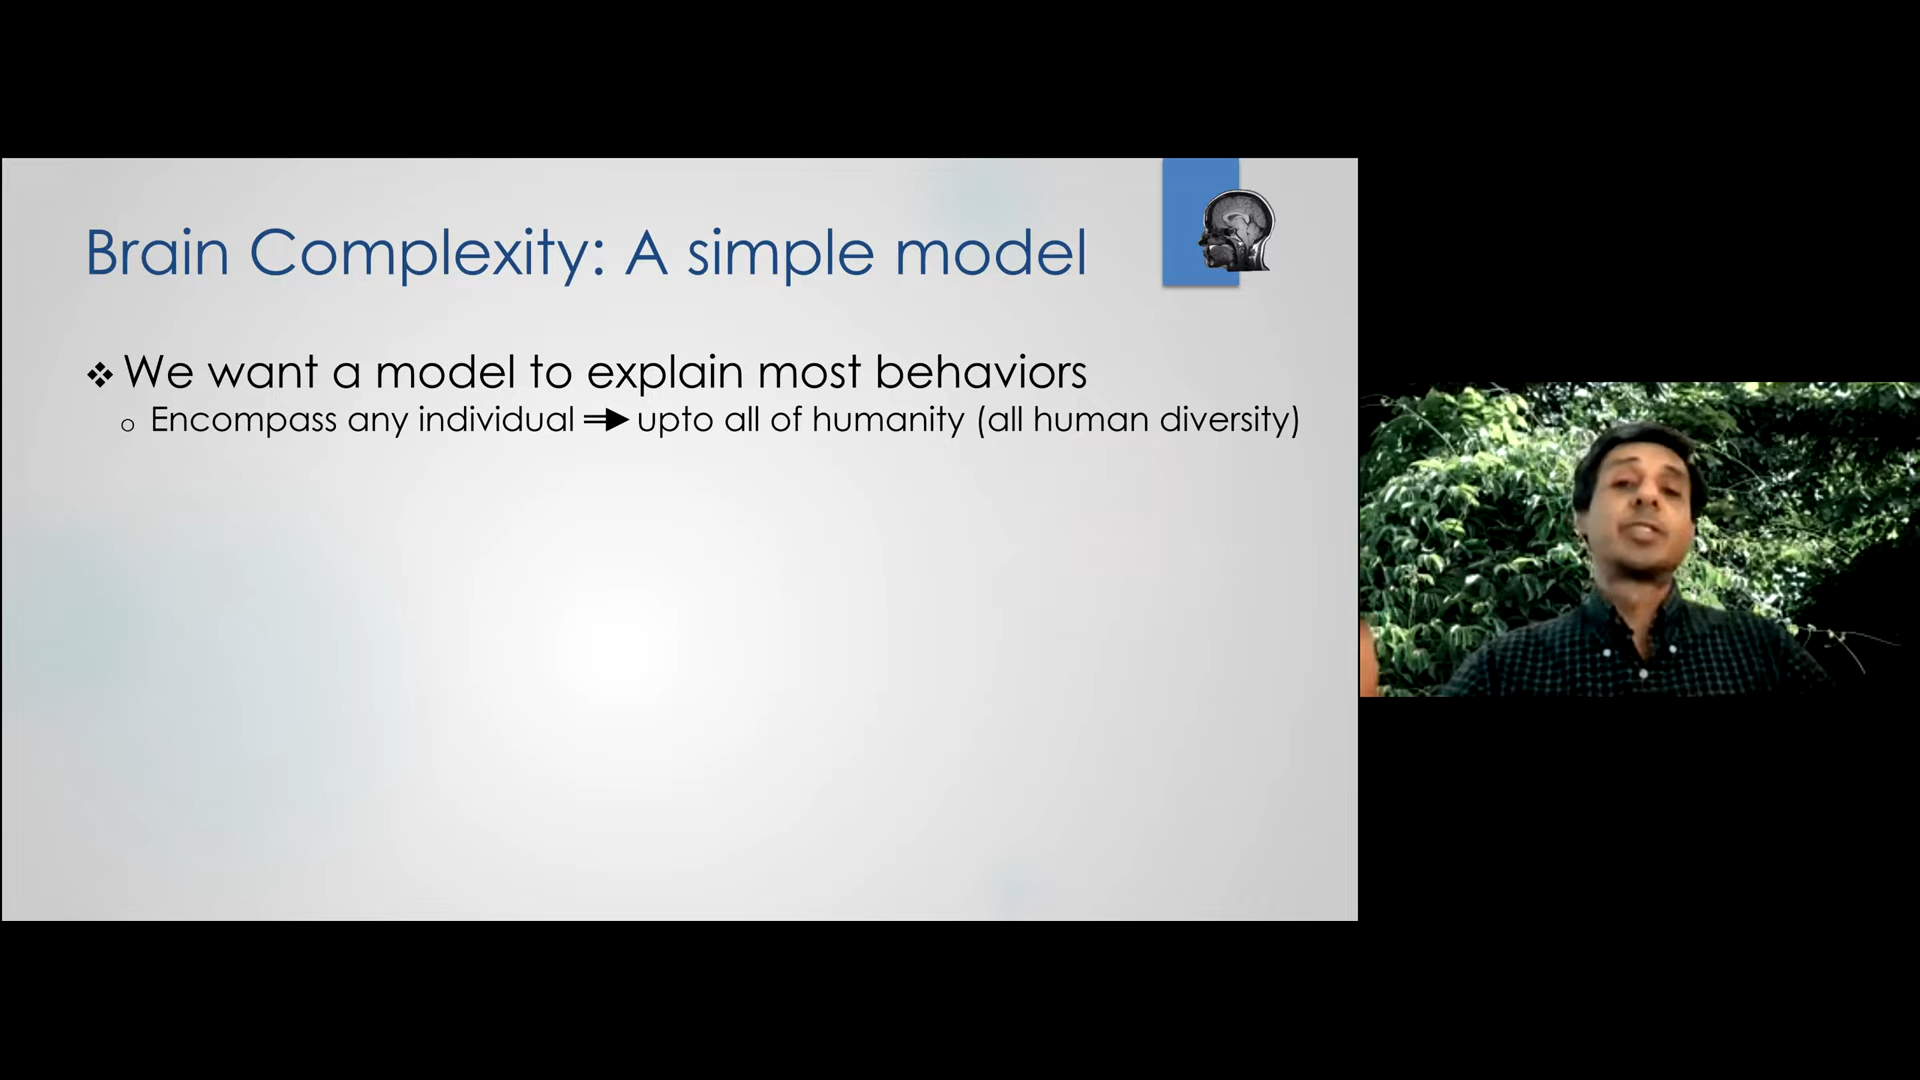 Brain Complexity: A simple model
We want a model to explain most behaviors
Encompass any individual ➡ upto all of humanity (all human diversity)